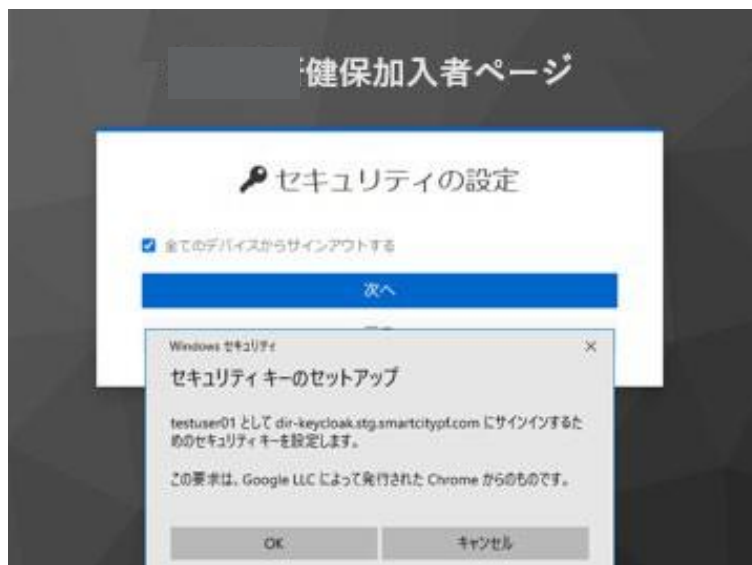 健保加入者ページ
セキュリティの設定
全てのデバイスからサインアウトする
次へ
Windows セキュリティ
セキュリティ キーのセットアップ
testuser01 として dir-keycloak.stg.smartcitypf.com にサインインするた
めのセキュリティ キーを設定します。
この要求は、Google LLC によって発行された Chrome からのものです。
OK
キャンセル